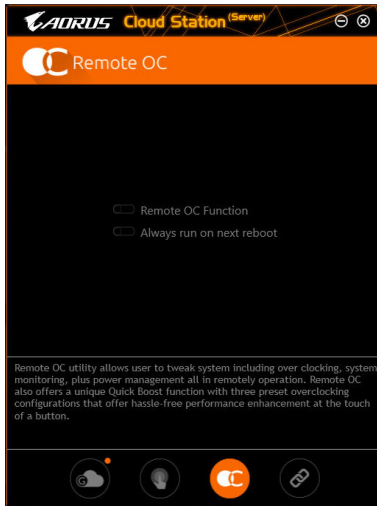 AORUS Cloud Station (Server)
Remote OC
Remote OC Function
Always run on next reboot
Remote OC utility allows user to tweak system including over clocking, system
monitoring, plus power management all in remotely operation. Remote OC
also offers a unique Quick Boost function with three preset overclocking
configurations that offer hassle-free performance enhancement at the touch
of a button.
G